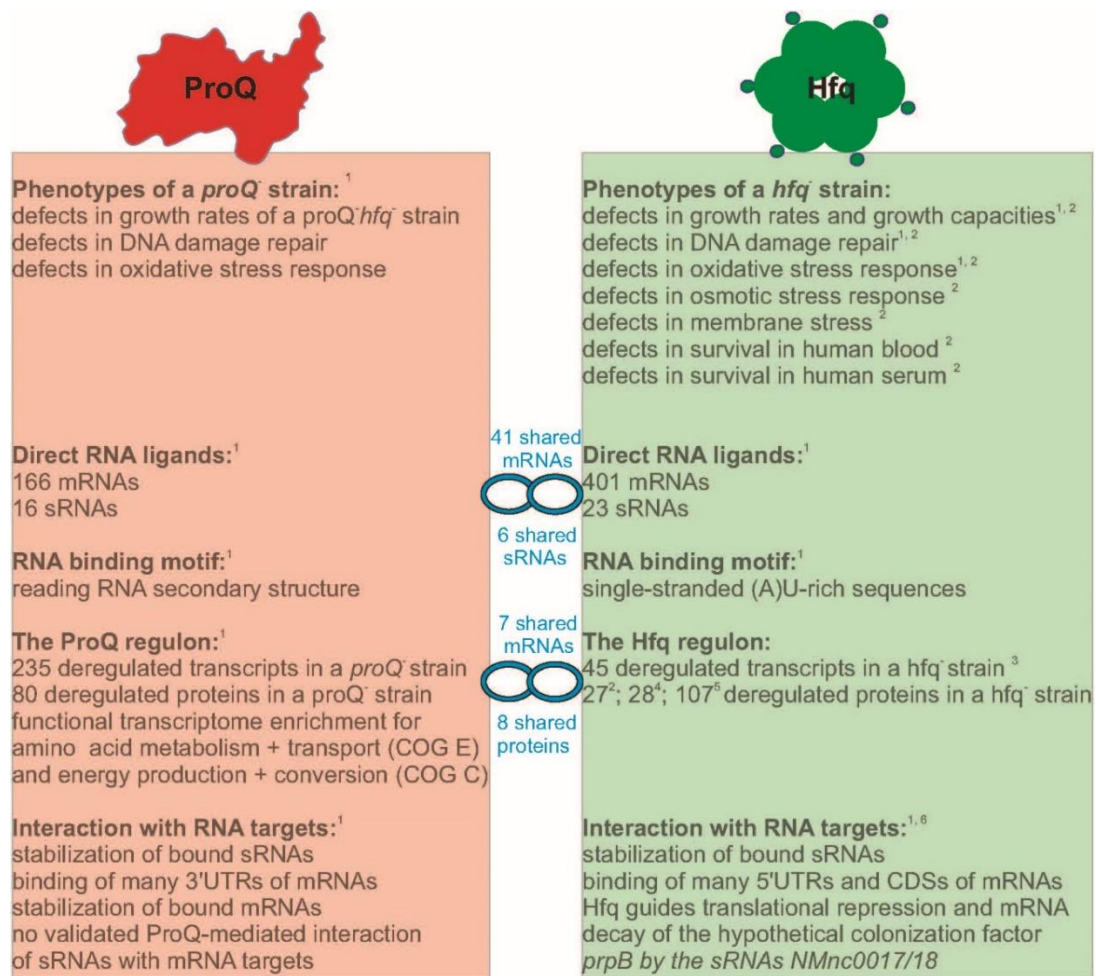 ProQ
Phenotypes of a proQ⁻ strain: ¹
defects in growth rates of a proQ⁻hfq⁻ strain
defects in DNA damage repair
defects in oxidative stress response
Direct RNA ligands:¹
166 mRNAs
16 sRNAs
RNA binding motif:¹
reading RNA secondary structure
The ProQ regulon:¹
235 deregulated transcripts in a proQ⁻ strain
80 deregulated proteins in a proQ⁻ strain
functional transcriptome enrichment for
amino acid metabolism + transport (COG E)
and energy production + conversion (COG C)
Interaction with RNA targets:¹
stabilization of bound sRNAs
binding of many 3'UTRs of mRNAs
stabilization of bound mRNAs
no validated ProQ-mediated interaction
of sRNAs with mRNA targets
41 shared
mRNAs
6 shared
sRNAs
7 shared
mRNAs
8 shared
proteins
Hfq
Phenotypes of a hfq⁻ strain:
defects in growth rates and growth capacities¹˒ ²
defects in DNA damage repair¹˒ ²
defects in oxidative stress response¹˒ ²
defects in osmotic stress response ²
defects in membrane stress ²
defects in survival in human blood ²
defects in survival in human serum ²
Direct RNA ligands:¹
401 mRNAs
23 sRNAs
RNA binding motif:¹
single-stranded (A)U-rich sequences
The Hfq regulon:
45 deregulated transcripts in a hfq⁻ strain ³
27²; 28⁴; 107⁵ deregulated proteins in a hfq⁻ strain
Interaction with RNA targets:¹˒ ⁶
stabilization of bound sRNAs
binding of many 5'UTRs and CDSs of mRNAs
Hfq guides translational repression and mRNA
decay of the hypothetical colonization factor
prpB by the sRNAs NMnc0017/18